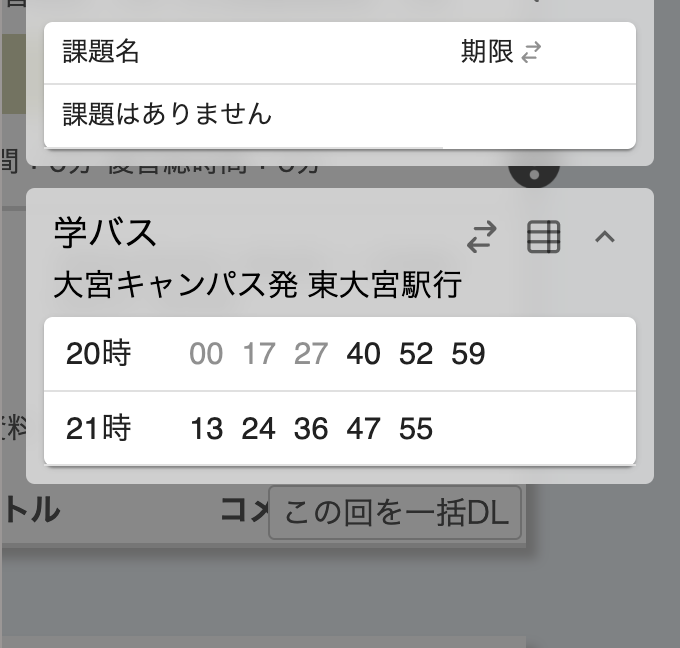 課題名 期限
課題はありません
学バス
大宮キャンパス発 東大宮駅行
20時 00 17 27 40 52 59
21時 13 24 36 47 55
トル コメ
この回を一括DL